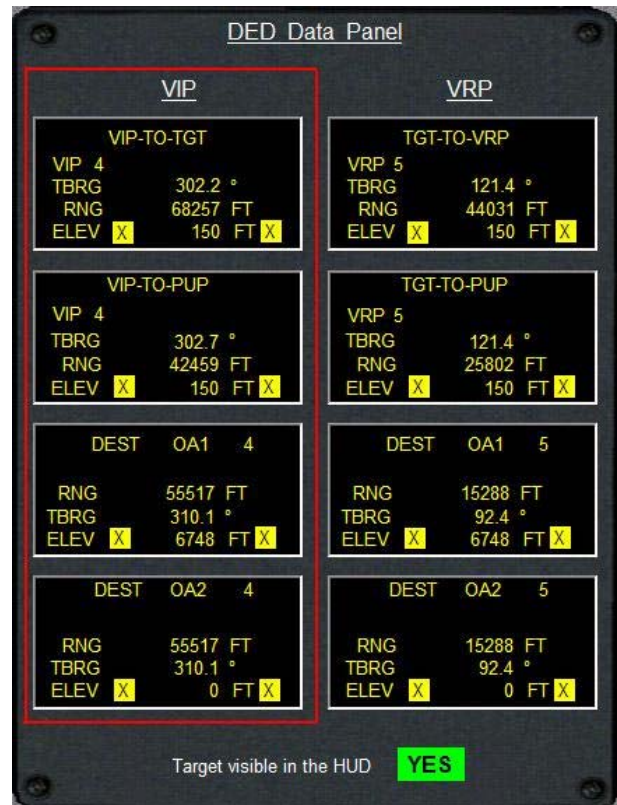 DED Data Panel
VIP
VIP-TO-TGT
VIP 4
TBRG 302.2 °
RNG 68257 FT
ELEV X 150 FT X
VIP-TO-PUP
VIP 4
TBRG 302.7 °
RNG 42459 FT
ELEV X 150 FT X
DEST OA1 4
RNG 55517 FT
TBRG 310.1 °
ELEV X 6748 FT X
DEST OA2 4
RNG 55517 FT
TBRG 310.1 °
ELEV X 0 FT X
VRP
TGT-TO-VRP
VRP 5
TBRG 121.4 °
RNG 44031 FT
ELEV X 150 FT X
TGT-TO-PUP
VRP 5
TBRG 121.4 °
RNG 25802 FT
ELEV X 150 FT X
DEST OA1 5
RNG 15288 FT
TBRG 92.4 °
ELEV X 6748 FT X
DEST OA2 5
RNG 15288 FT
TBRG 92.4 °
ELEV X 0 FT X
Target visible in the HUD YES